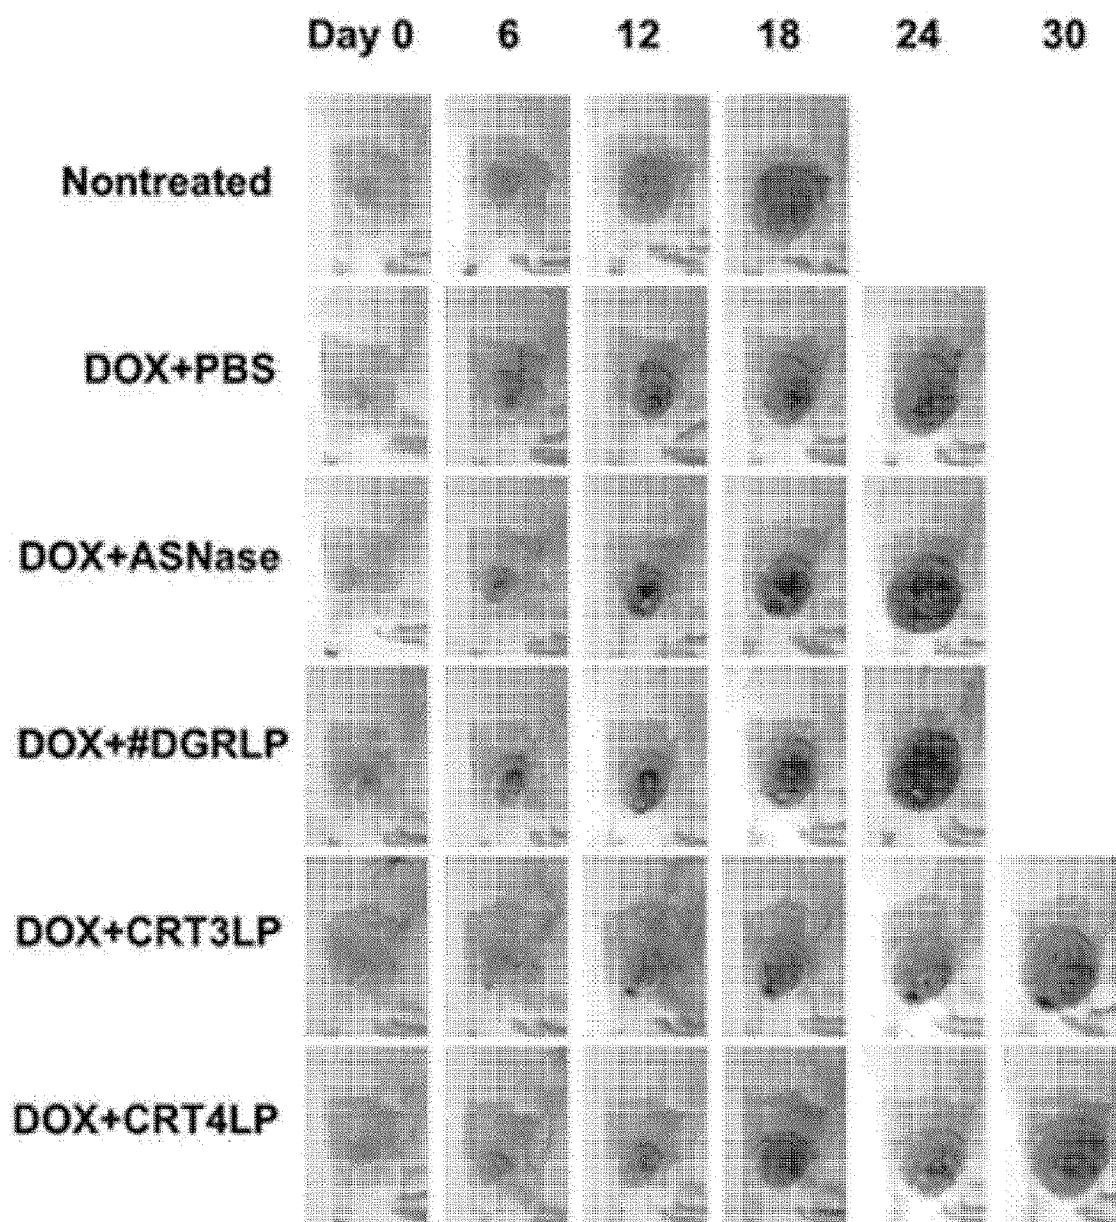 Day 0 6 12 18 24 30
Nontreated
DOX+PBS
DOX+ASNase
DOX+#DGRLP
DOX+CRT3LP
DOX+CRT4LP